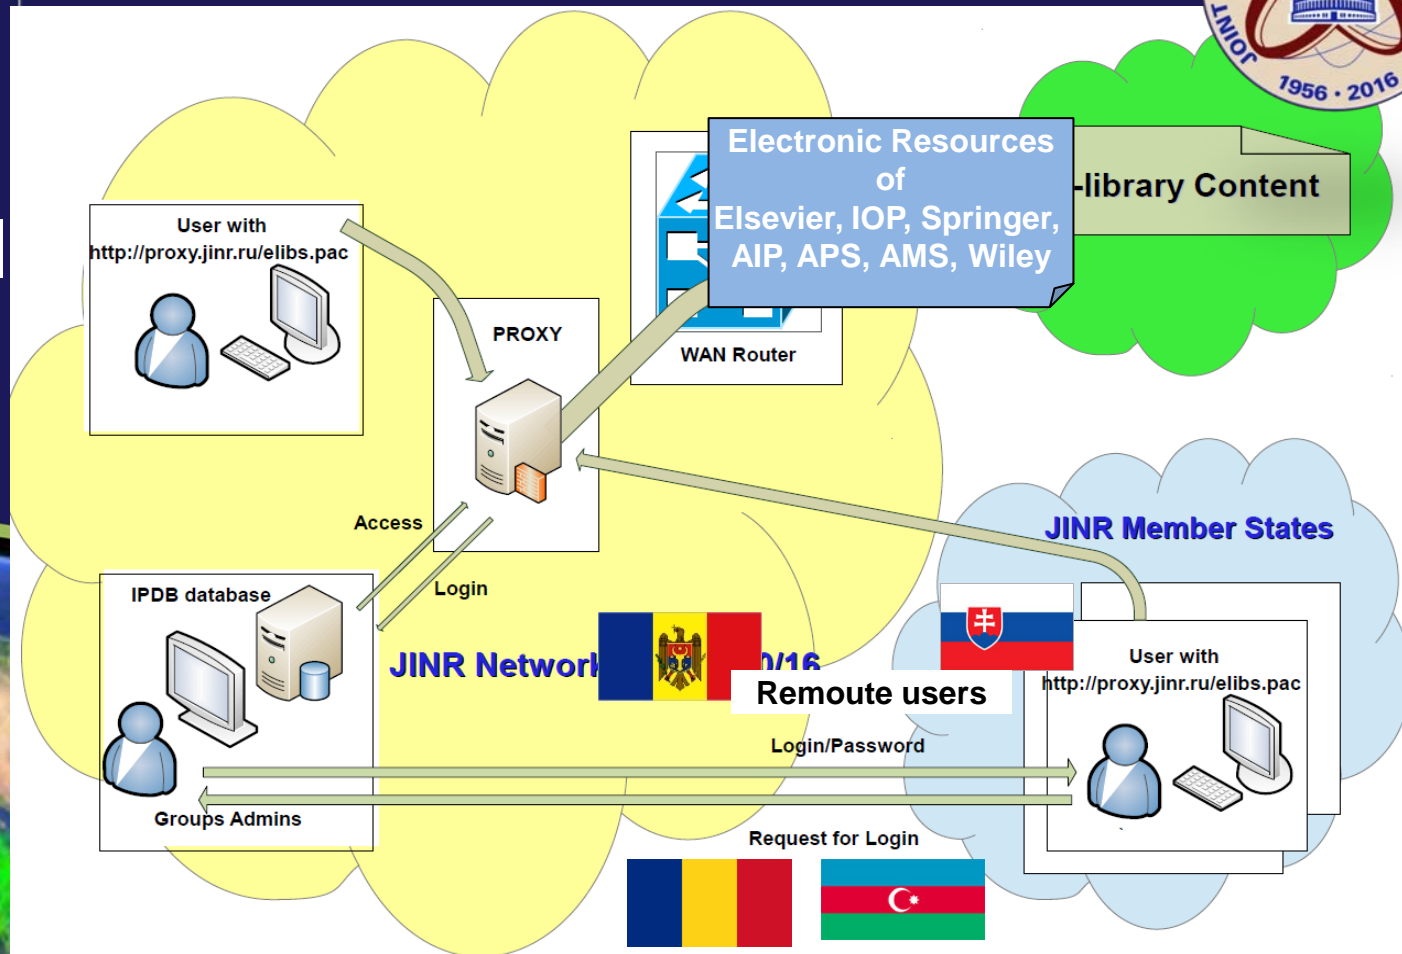 JOINT
1956 · 2016
Electronic Resources
of
Elsevier, IOP, Springer,
AIP, APS, AMS, Wiley
-library Content
User with
http://proxy.jinr.ru/elibs.pac
PROXY
WAN Router
Access
Login
JINR Member States
IPDB database
JINR Network
0/16
Remoute users
User with
http://proxy.jinr.ru/elibs.pac
Login/Password
Groups Admins
Request for Login